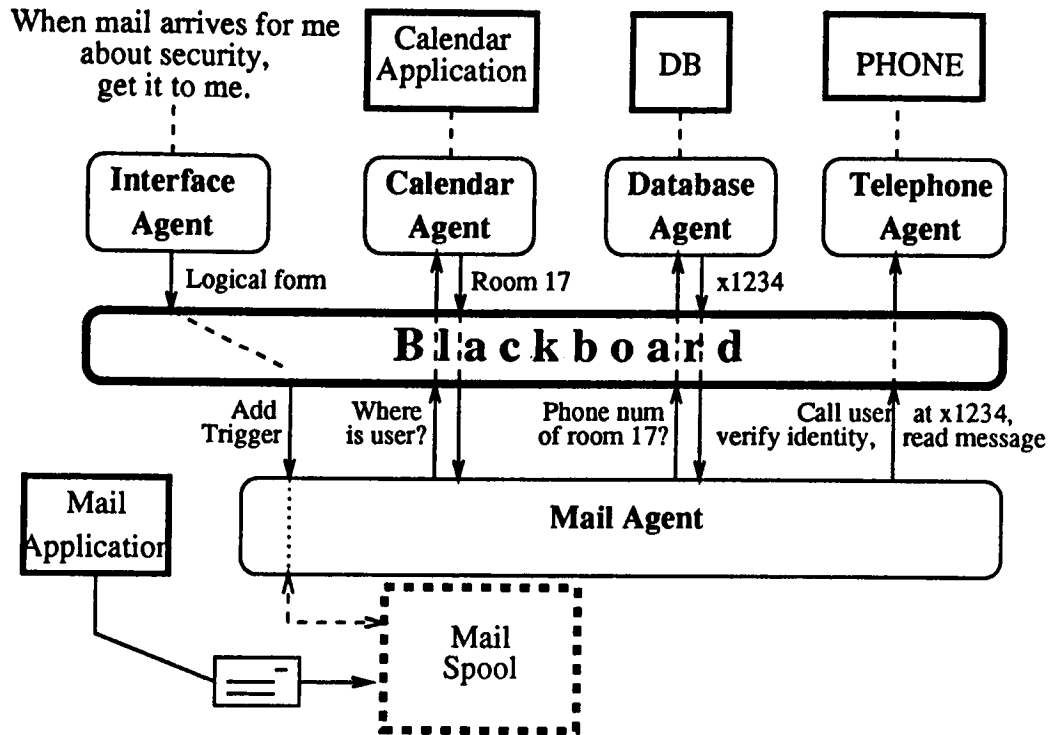 When mail arrives for me
about security,
get it to me.
Calendar
Application
DB
PHONE
Interface
Agent
Calendar
Agent
Database
Agent
Telephone
Agent
Logical form
Room 17
x1234
Blackboard
Add
Trigger
Where
is user?
Phone num
of room 17?
Call user at x1234,
verify identity, read message
Mail
Application
Mail Agent
Mail
Spool